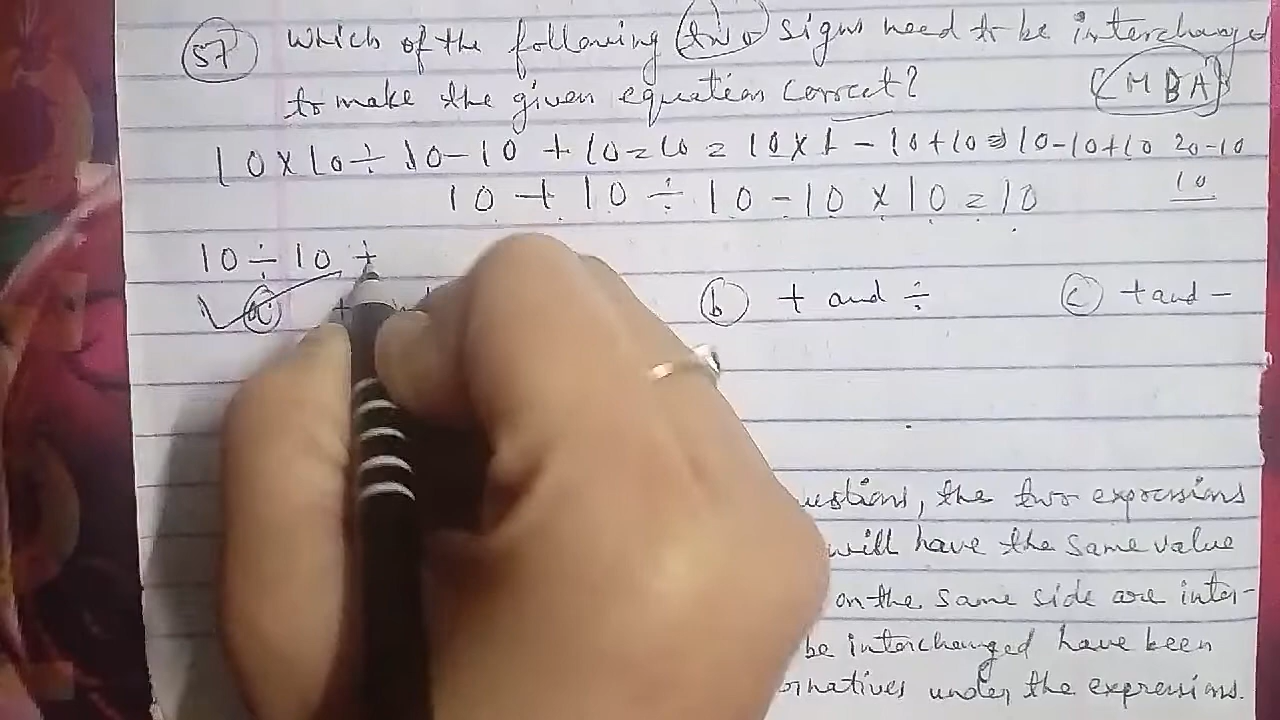 57 Which of the following two signs need to be interchanged
to make the given equation correct? (MBA)
10 × 10 ÷ 10 - 10 + 10 = 10 = 10 × 1 - 10 + 10 ⇒ 10 - 10 + 10 20 - 10
10 + 10 ÷ 10 - 10 × 10 = 10 10
10 ÷ 10 +
(a) + (b) + and ÷ (c) + and -
the two expressions
will have the same value
on the same side are inter-
be interchanged have been
under the expressions.